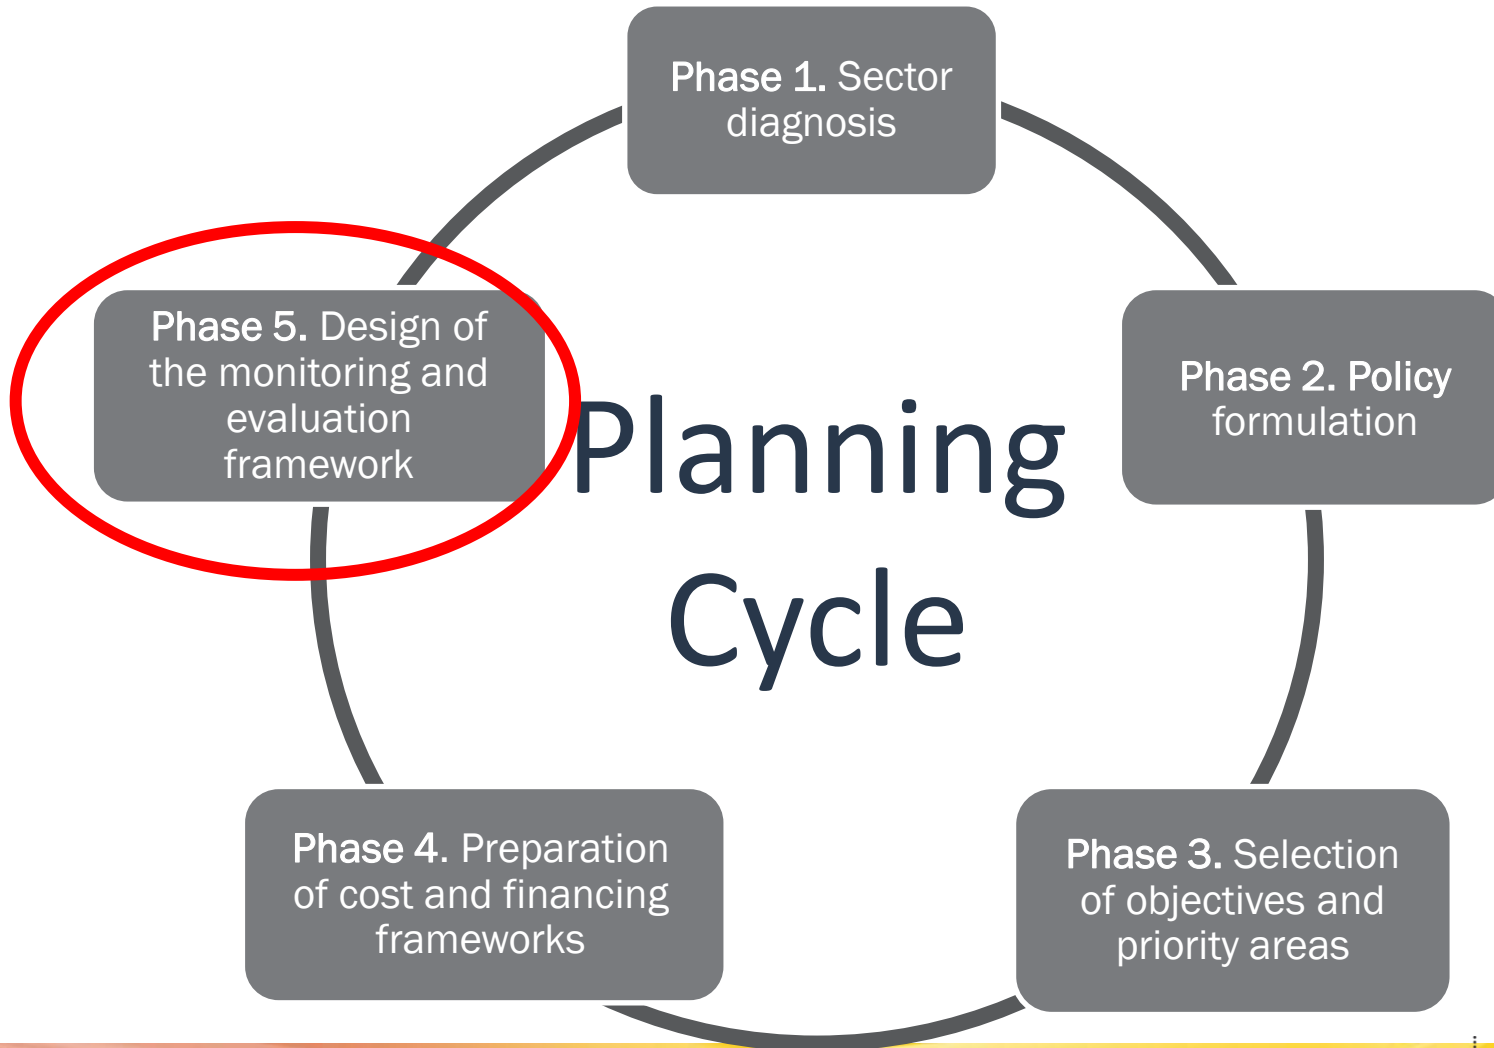 Phase 1. Sector
diagnosis
Phase 2. Policy
formulation
Phase 3. Selection
of objectives and
priority areas
Phase 4. Preparation
of cost and financing
frameworks
Phase 5. Design of
the monitoring and
evaluation
framework
Planning
Cycle